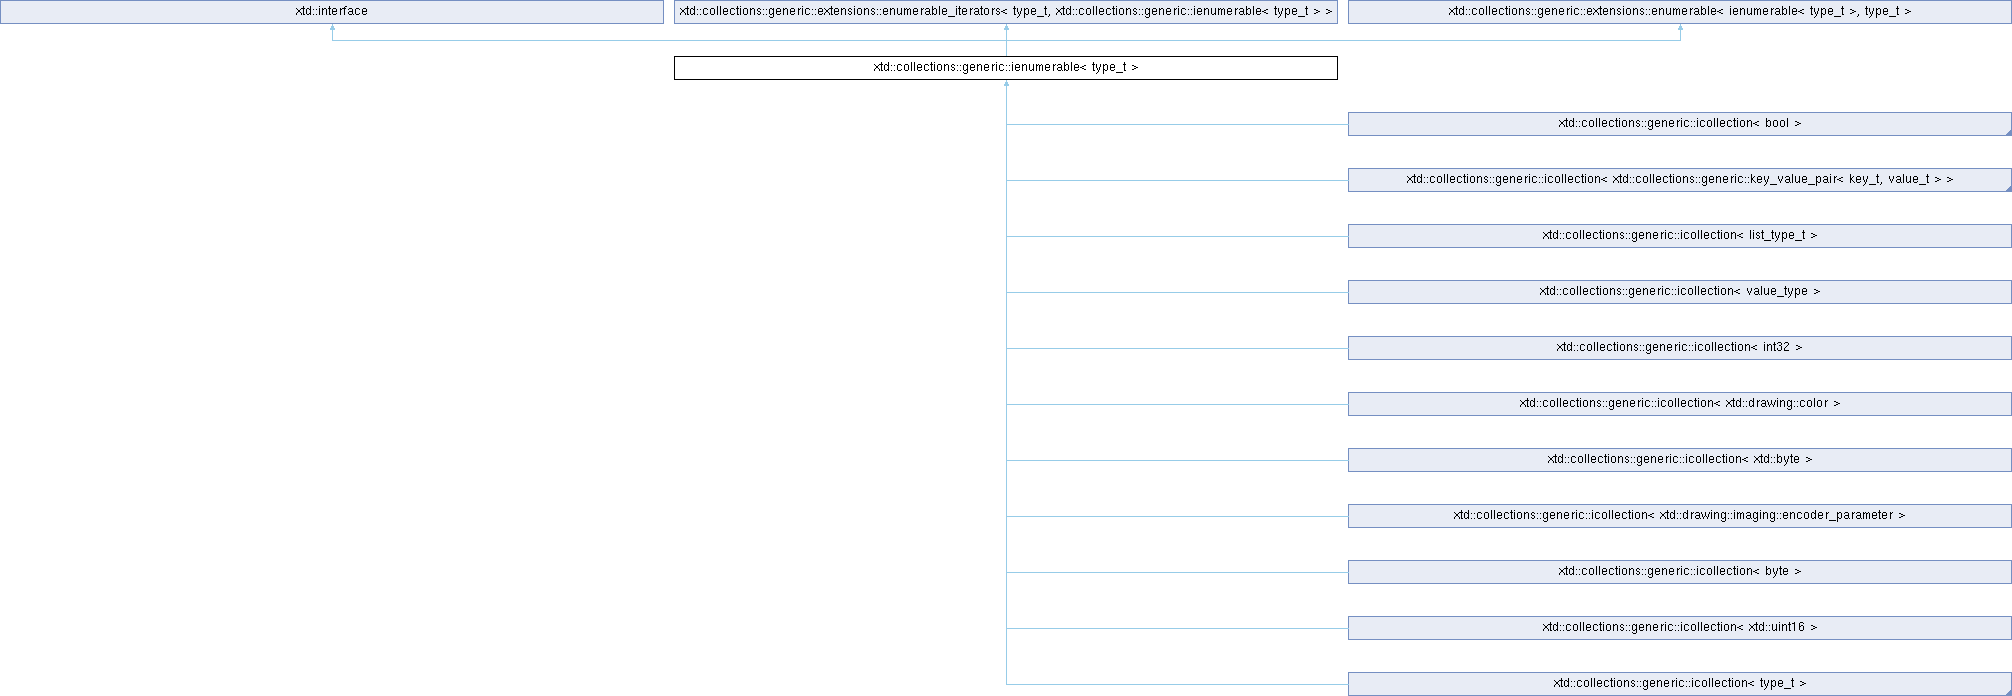 xtd::interface
xtd::collections::generic::extensions::enumerable_iterators< type_t, xtd::collections::generic::ienumerable< type_t > >
xtd::collections::generic::extensions::enumerable< ienumerable< type_t >, type_t >
xtd::collections::generic::ienumerable< type_t >
xtd::collections::generic::icollection< bool >
xtd::collections::generic::icollection< xtd::collections::generic::key_value_pair< key_t, value_t > >
xtd::collections::generic::icollection< list_type_t >
xtd::collections::generic::icollection< value_type >
xtd::collections::generic::icollection< int32 >
xtd::collections::generic::icollection< xtd::drawing::color >
xtd::collections::generic::icollection< xtd::byte >
xtd::collections::generic::icollection< xtd::drawing::imaging::encoder_parameter >
xtd::collections::generic::icollection< byte >
xtd::collections::generic::icollection< xtd::uint16 >
xtd::collections::generic::icollection< type_t >